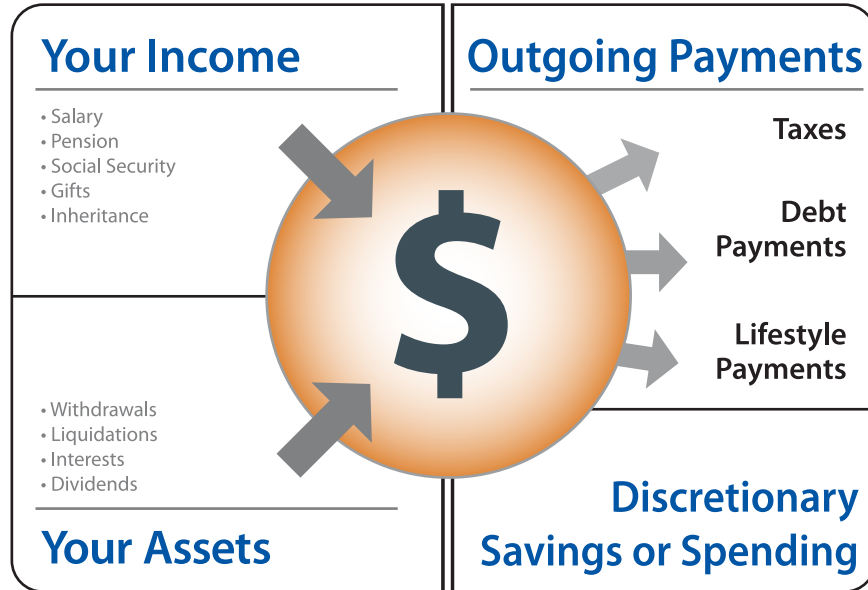 Your Income
• Salary
• Pension
• Social Security
• Gifts
• Inheritance
Outgoing Payments
Taxes
Debt
Payments
Lifestyle
Payments
$
• Withdrawals
• Liquidations
• Interests
• Dividends
Your Assets
Discretionary
Savings or Spending